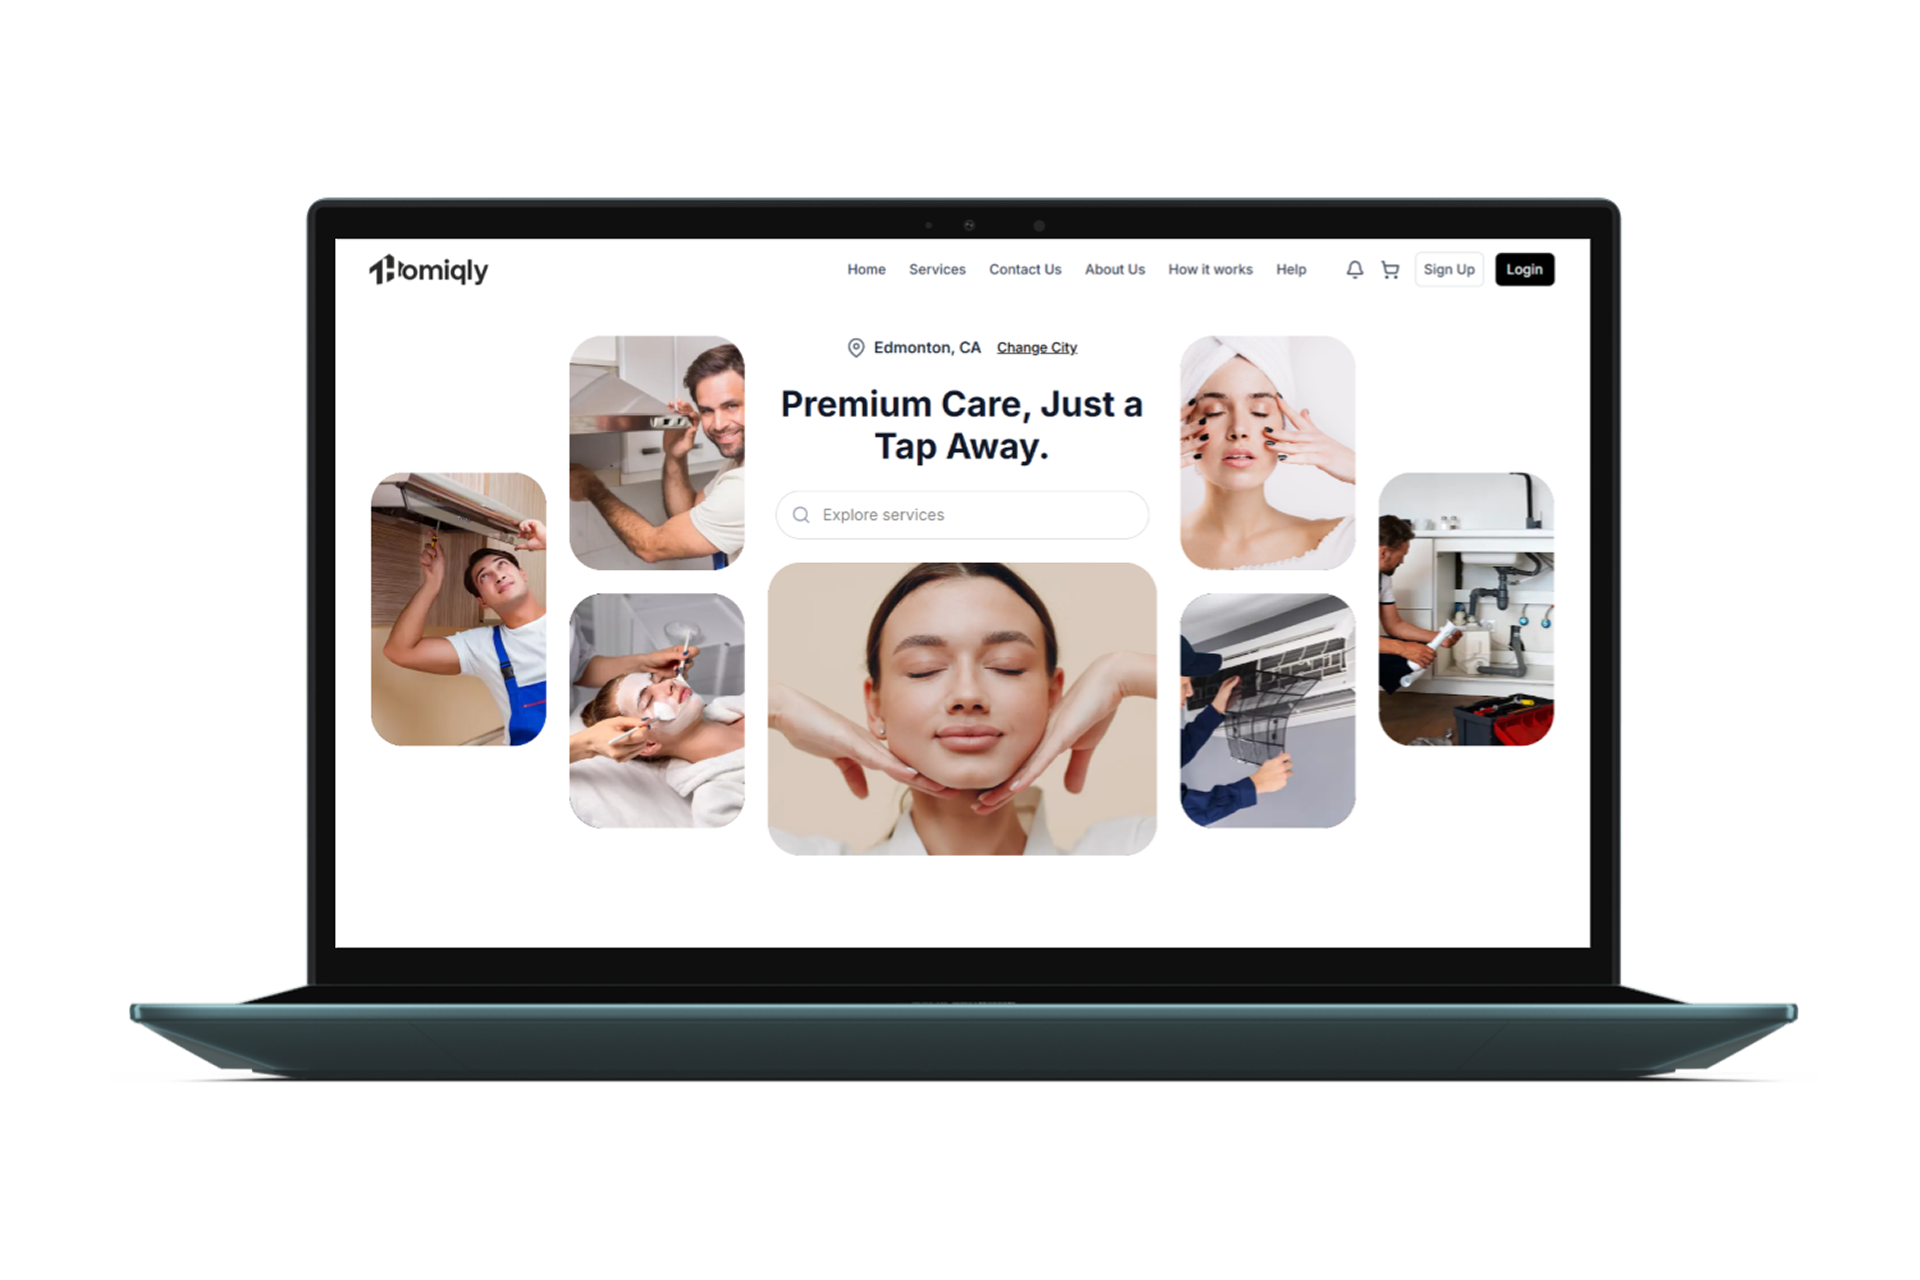 Homiqly
Home Services Contact Us About Us How it works Help Sign Up Login
Edmonton, CA Change City
Premium Care, Just a
Tap Away.
Explore services